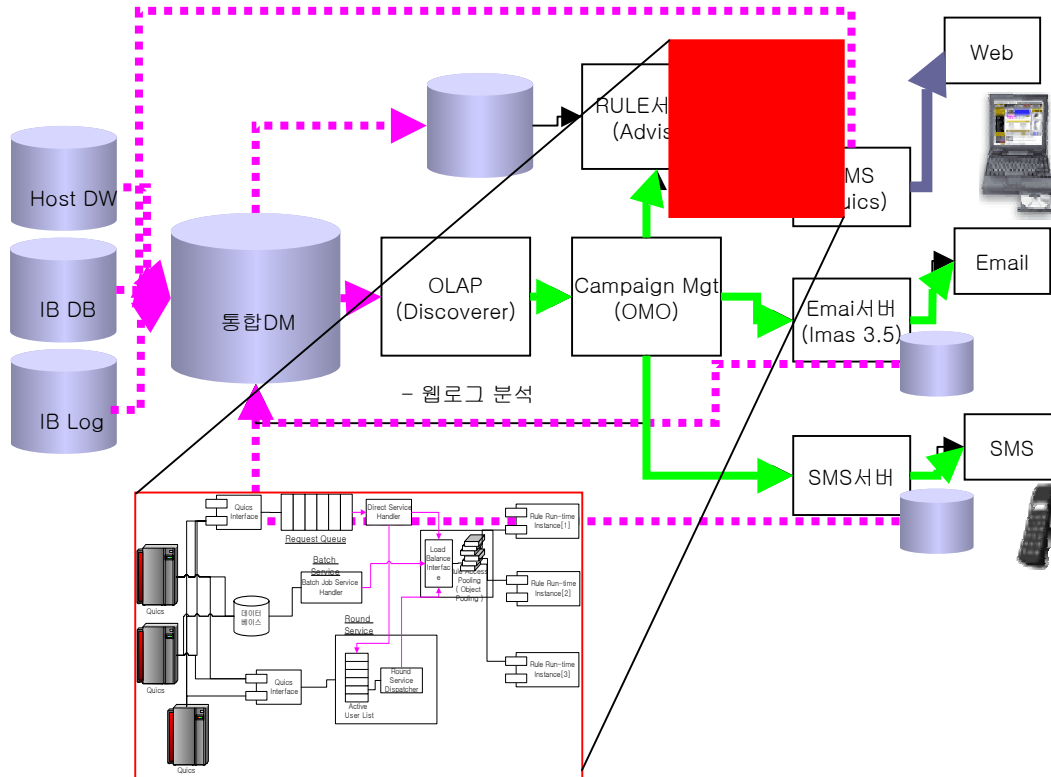 Web
RULE서
(Advis
MS
uics)
Host DW
IB DB
IB Log
통합DM
OLAP
(Discoverer)
Campaign Mgt
(OMO)
Emai서버
(Imas 3.5)
Email
- 웹로그 분석
SMS서버
SMS
Quics
Interface
Request Queue
Direct Service
Handler
Rule Run-time
Instance[1]
Load
Balance
Interfac
e
Pooling
( Object
Pooling )
Batch
Service
Batch Job Service
Handler
Rule Run-time
Instance[2]
Quics
데이터
베이스
Round
Service
Quics
Quics
Interface
Round
Service
Dispatcher
Active
User List
Rule Run-time
Instance[3]
Quics